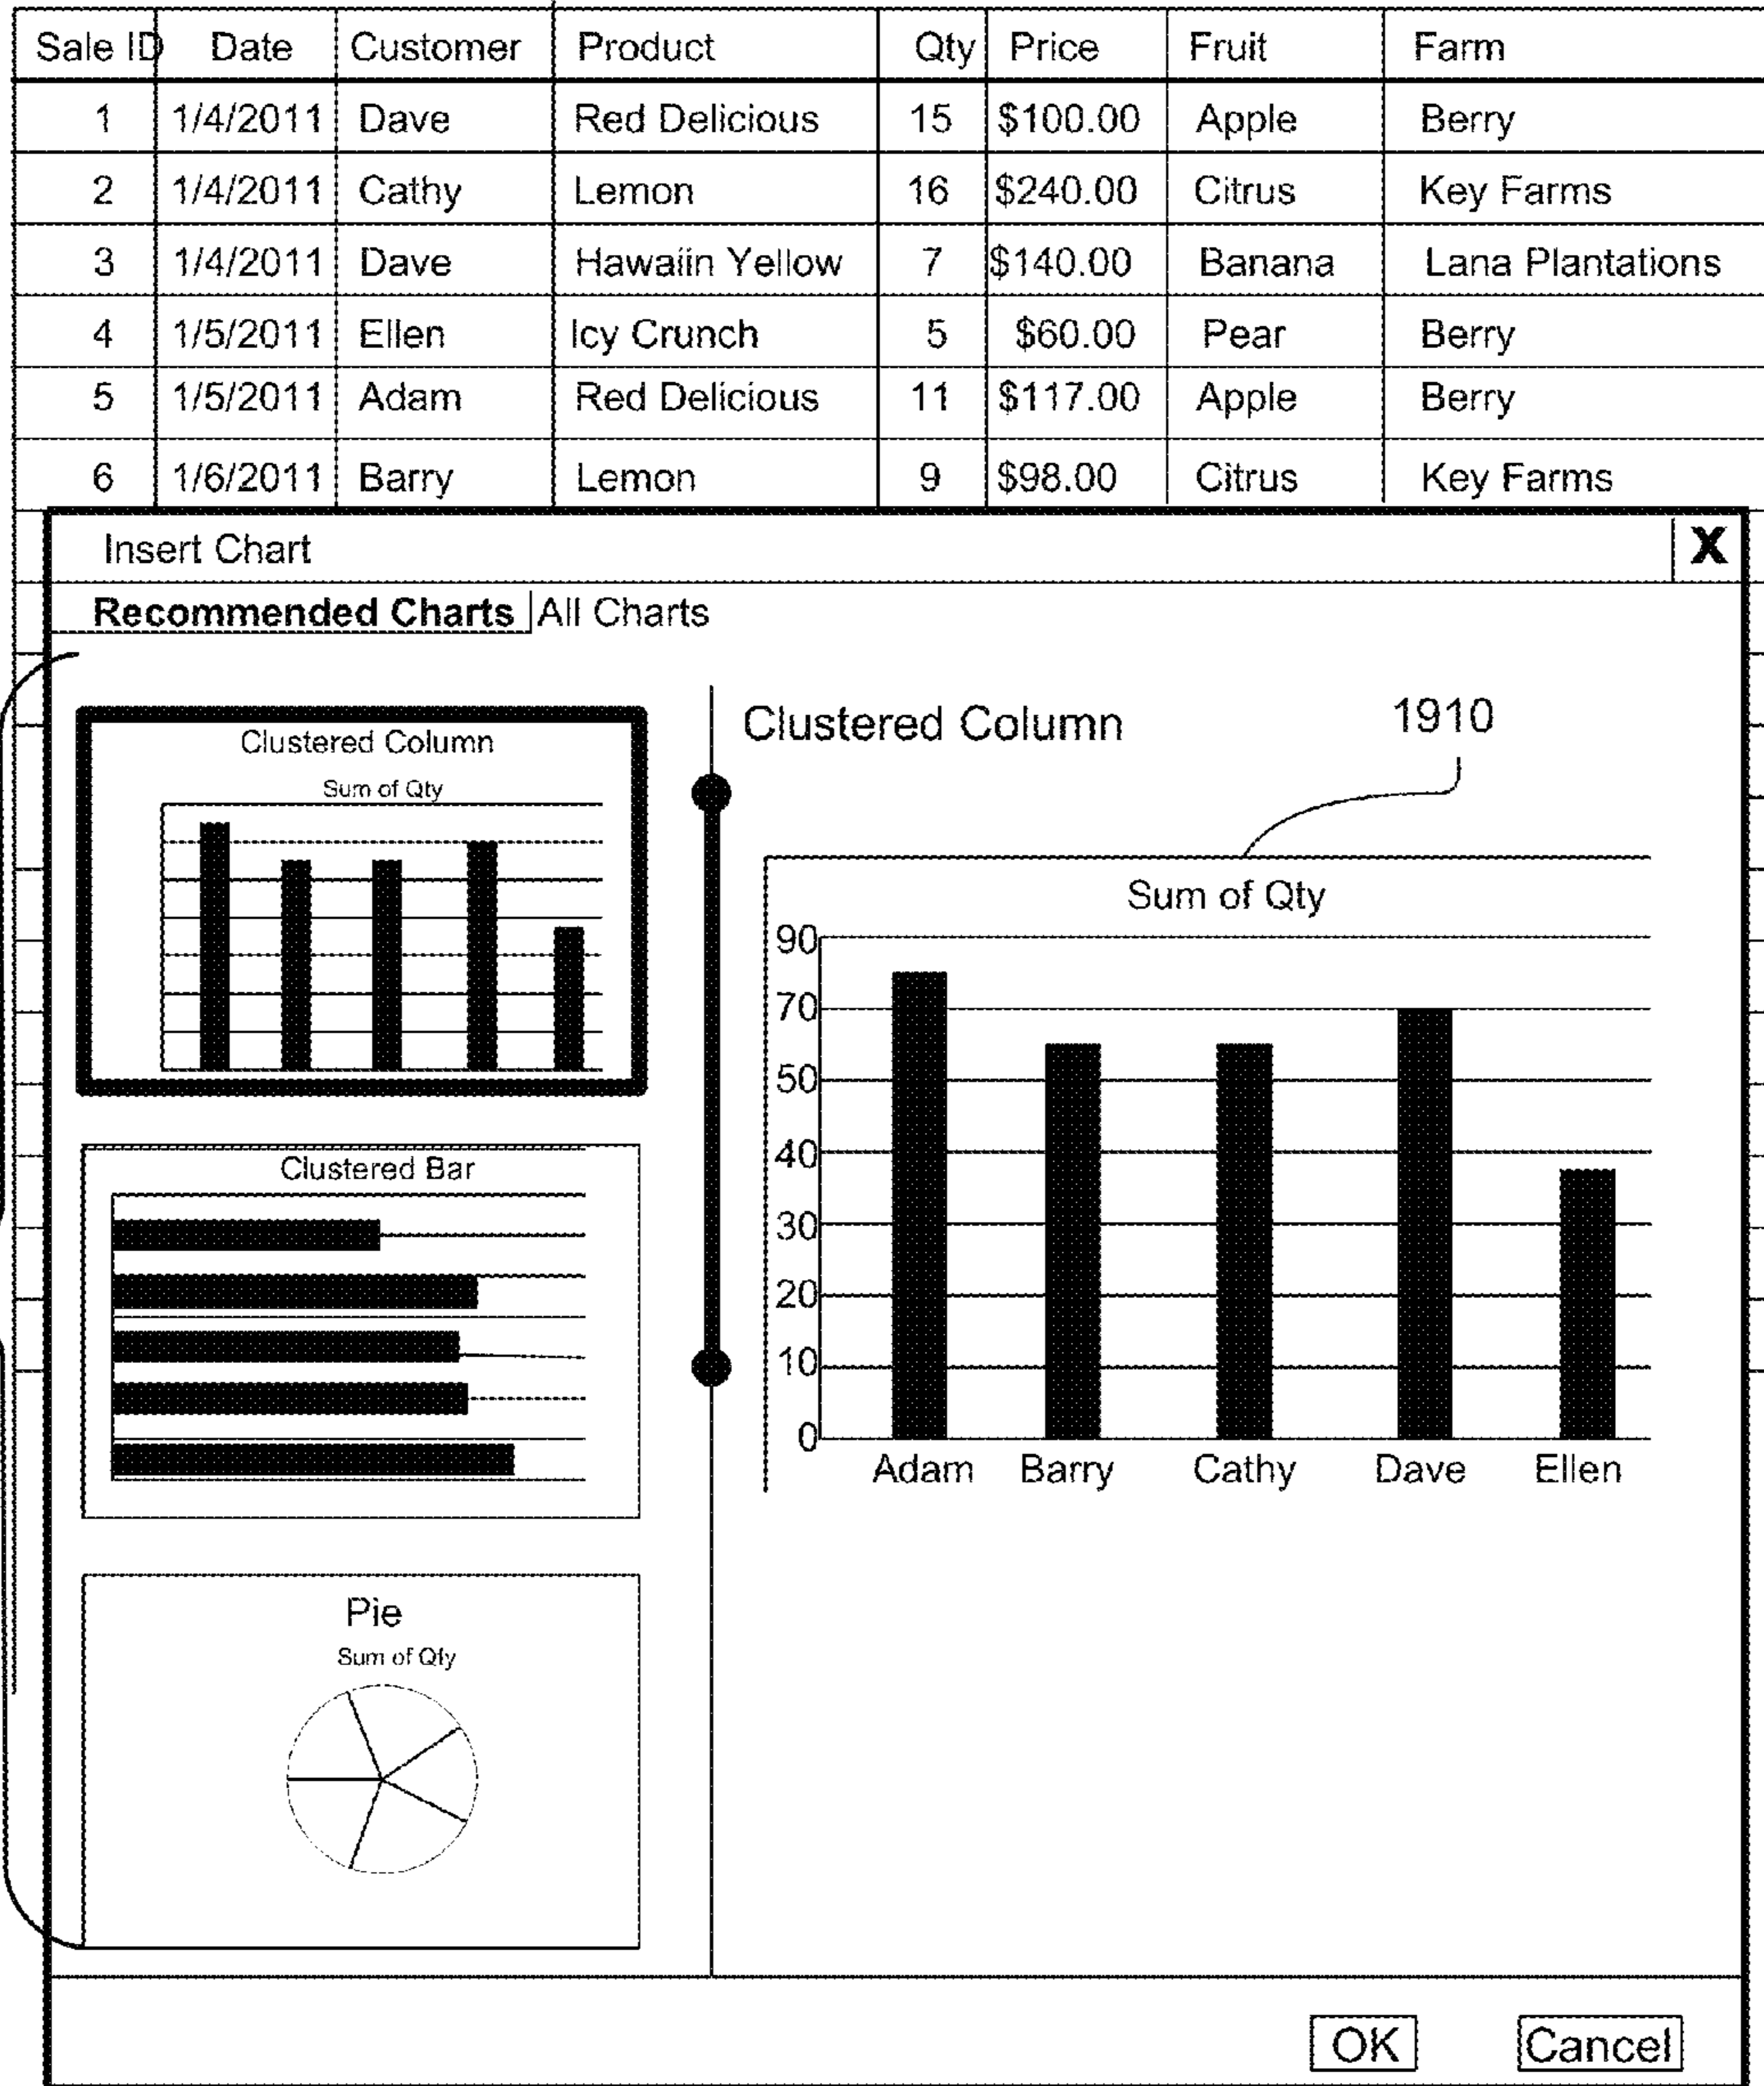 Sale ID Date Customer Product Qty Price Fruit Farm
1 1/4/2011 Dave Red Delicious 15 $100.00 Apple Berry
2 1/4/2011 Cathy Lemon 16 $240.00 Citrus Key Farms
3 1/4/2011 Dave Hawaiin Yellow 7 $140.00 Banana Lana Plantations
4 1/5/2011 Ellen Icy Crunch 5 $60.00 Pear Berry
5 1/5/2011 Adam Red Delicious 11 $117.00 Apple Berry
6 1/6/2011 Barry Lemon 9 $98.00 Citrus Key Farms
Insert Chart X
Recommended Charts All Charts
Clustered Column
Sum of Qty
Clustered Bar
Pie
Sum of Qty
Clustered Column
1910
Sum of Qty
90
70
50
40
30
20
10
0
Adam Barry Cathy Dave Ellen
OK Cancel